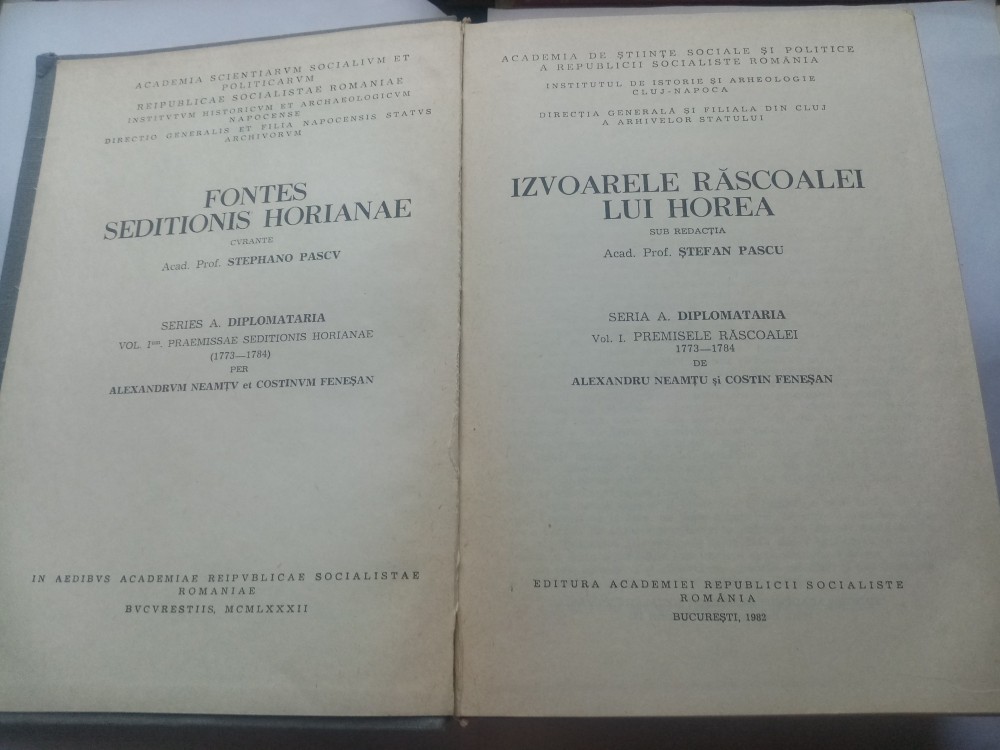 ACADEMIA SCIENTIARVM SOCIALIVM ET
POLITICARVM
REIPUBLICAE SOCIALISTAE ROMANIAE
INSTITVTVM HISTORICVM ET ARCHAEOLOGICVM
NAPOCENSE
DIRECTIO GENERALIS ET FILIA NAPOCENSIS STATVS
ARCHIVORVM
FONTES
SEDITIONIS HORIANAE
CVRANTE
Acad. Prof. STEPHANO PASCV
SERIES A. DIPLOMATARIA
VOL. Ium. PRAEMISSAE SEDITIONIS HORIANAE
(1773—1784)
PER
ALEXANDRVM NEAMȚV et COSTINVM FENEȘAN
IN AEDIBVS ACADEMIAE REIPVBLICAE SOCIALISTAE
ROMANIAE
BVCVRESTIIS, MCMLXXXII
ACADEMIA DE ȘTIINȚE SOCIALE ȘI POLITICE
A REPUBLICII SOCIALISTE ROMÂNIA
INSTITUTUL DE ISTORIE ȘI ARHEOLOGIE
CLUJ-NAPOCA
DIRECȚIA GENERALĂ ȘI FILIALA DIN CLUJ
A ARHIVELOR STATULUI
IZVOARELE RĂSCOALEI
LUI HOREA
SUB REDACȚIA
Acad. Prof. ȘTEFAN PASCU
SERIA A. DIPLOMATARIA
Vol. I. PREMISELE RĂSCOALEI
1773—1784
DE
ALEXANDRU NEAMȚU și COSTIN FENEȘAN
EDITURA ACADEMIEI REPUBLICII SOCIALISTE
ROMÂNIA
BUCUREȘTI, 1982